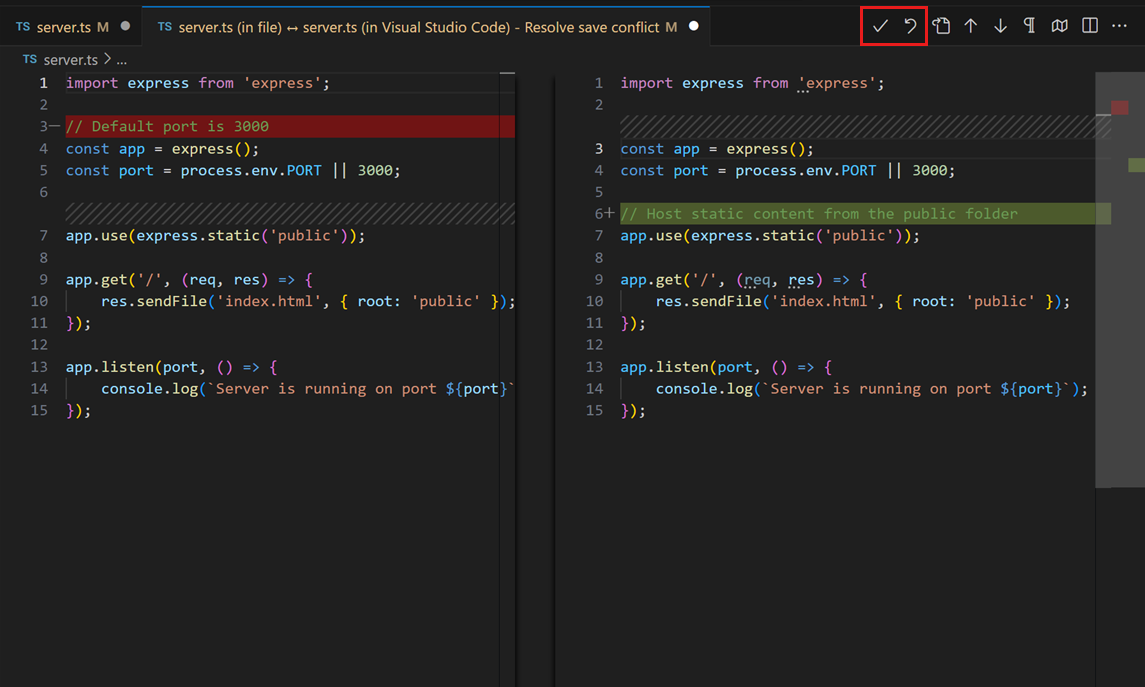 TS server.ts M
TS server.ts (in file) ↔ server.ts (in Visual Studio Code) - Resolve save conflict M
TS server.ts > ...
1 import express from 'express';
2
3 // Default port is 3000
4 const app = express();
5 const port = process.env.PORT || 3000;
6
7 app.use(express.static('public'));
8
9 app.get('/', (req, res) => {
10     res.sendFile('index.html', { root: 'public' });
11 });
12
13 app.listen(port, () => {
14     console.log(`Server is running on port ${port}`
15 });
1 import express from 'express';
2
3 const app = express();
4 const port = process.env.PORT || 3000;
5
6+ // Host static content from the public folder
7 app.use(express.static('public'));
8
9 app.get('/', (req, res) => {
10     res.sendFile('index.html', { root: 'public' });
11 });
12
13 app.listen(port, () => {
14     console.log(`Server is running on port ${port}`);
15 });